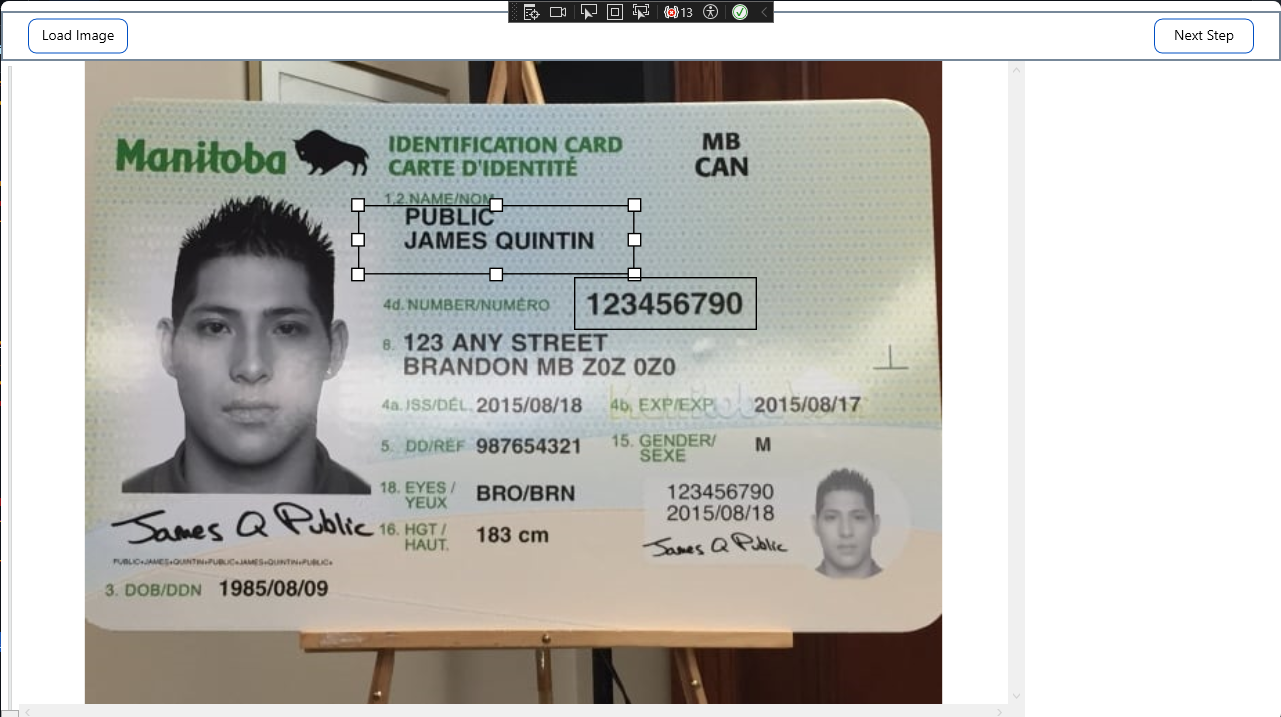 13
Load Image
Next Step
Manitoba
IDENTIFICATION CARD
CARTE D'IDENTITÉ
MB
CAN
1,2.NAME/NOM
PUBLIC
JAMES QUINTIN
4d. NUMBER/NUMÉRO 123456790
8. 123 ANY STREET
BRANDON MB Z0Z 0Z0
4a. ISS/DÉL. 2015/08/18 4b. EXP/EXP. 2015/08/17
Manitoba
5. DD/RÉF 987654321 15. GENDER/
SEXE
M
18. EYES /
YEUX
BRO/BRN
16. HGT /
HAUT.
183 cm
James Q Public
PUBLIC+JAMES+QUINTIN+PUBLIC+JAMES+QUINTIN+PUBLIC+
3. DOB/DDN 1985/08/09
123456790
2015/08/18
James Q Public